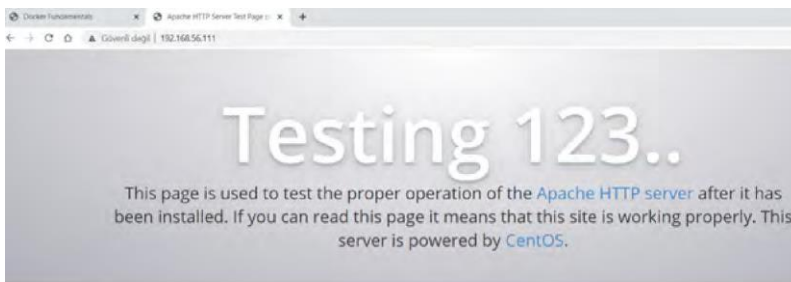 Docker Fundamentals
Apache HTTP Server Test Page
Güvenli değil | 192.168.56.111
Testing 123..
This page is used to test the proper operation of the Apache HTTP server after it has
been installed. If you can read this page it means that this site is working properly. This
server is powered by CentOS.